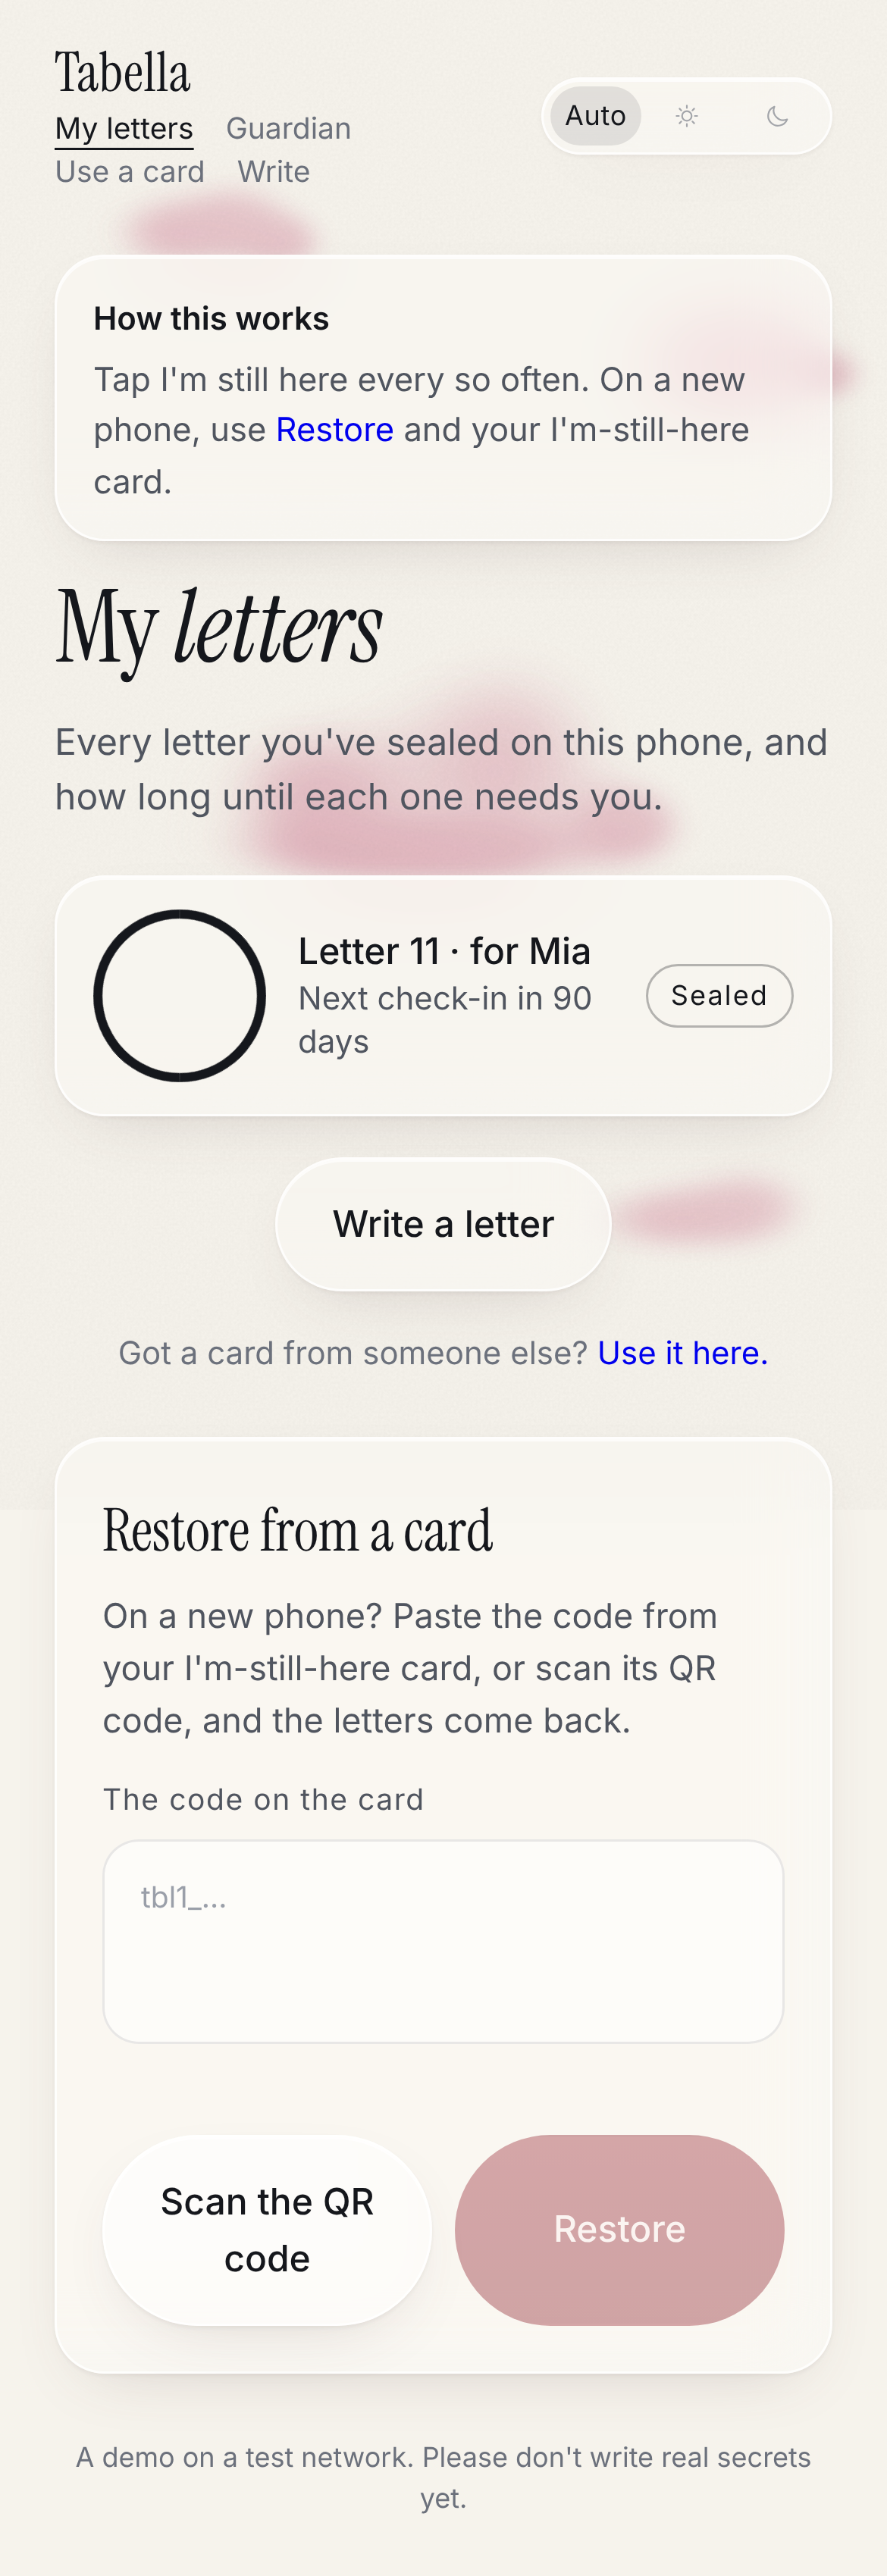 Tabella
My letters Guardian
Use a card Write
Auto
How this works
Tap I'm still here every so often. On a new
phone, use Restore and your I'm-still-here
card.
My letters
Every letter you've sealed on this phone, and
how long until each one needs you.
Letter 11 · for Mia
Next check-in in 90
days
Sealed
Write a letter
Got a card from someone else? Use it here.
Restore from a card
On a new phone? Paste the code from
your I'm-still-here card, or scan its QR
code, and the letters come back.
The code on the card
tbl1_...
Scan the QR
code
Restore
A demo on a test network. Please don't write real secrets
yet.